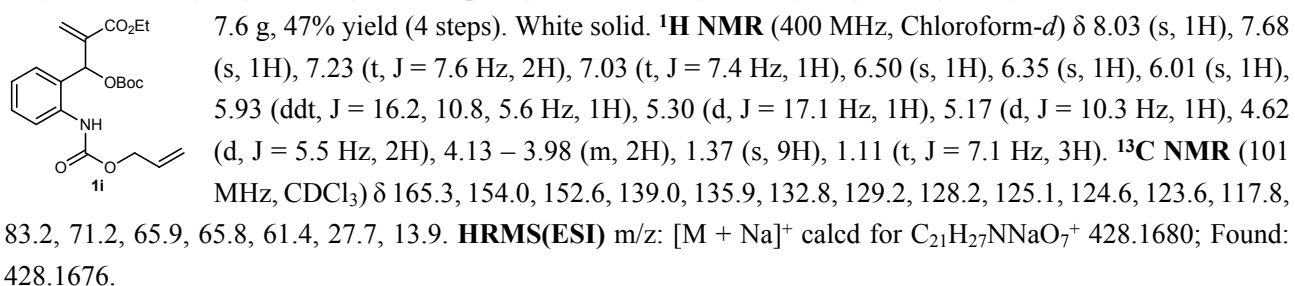 CO₂Et
OBoc
NH
O
O
1i
7.6 g, 47% yield (4 steps). White solid. ¹H NMR (400 MHz, Chloroform-d) δ 8.03 (s, 1H), 7.68
(s, 1H), 7.23 (t, J = 7.6 Hz, 2H), 7.03 (t, J = 7.4 Hz, 1H), 6.50 (s, 1H), 6.35 (s, 1H), 6.01 (s, 1H),
5.93 (ddt, J = 16.2, 10.8, 5.6 Hz, 1H), 5.30 (d, J = 17.1 Hz, 1H), 5.17 (d, J = 10.3 Hz, 1H), 4.62
(d, J = 5.5 Hz, 2H), 4.13 – 3.98 (m, 2H), 1.37 (s, 9H), 1.11 (t, J = 7.1 Hz, 3H). ¹³C NMR (101
MHz, CDCl₃) δ 165.3, 154.0, 152.6, 139.0, 135.9, 132.8, 129.2, 128.2, 125.1, 124.6, 123.6, 117.8,
83.2, 71.2, 65.9, 65.8, 61.4, 27.7, 13.9. HRMS(ESI) m/z: [M + Na]⁺ calcd for C₂₁H₂₇NNaO₇⁺ 428.1680; Found:
428.1676.